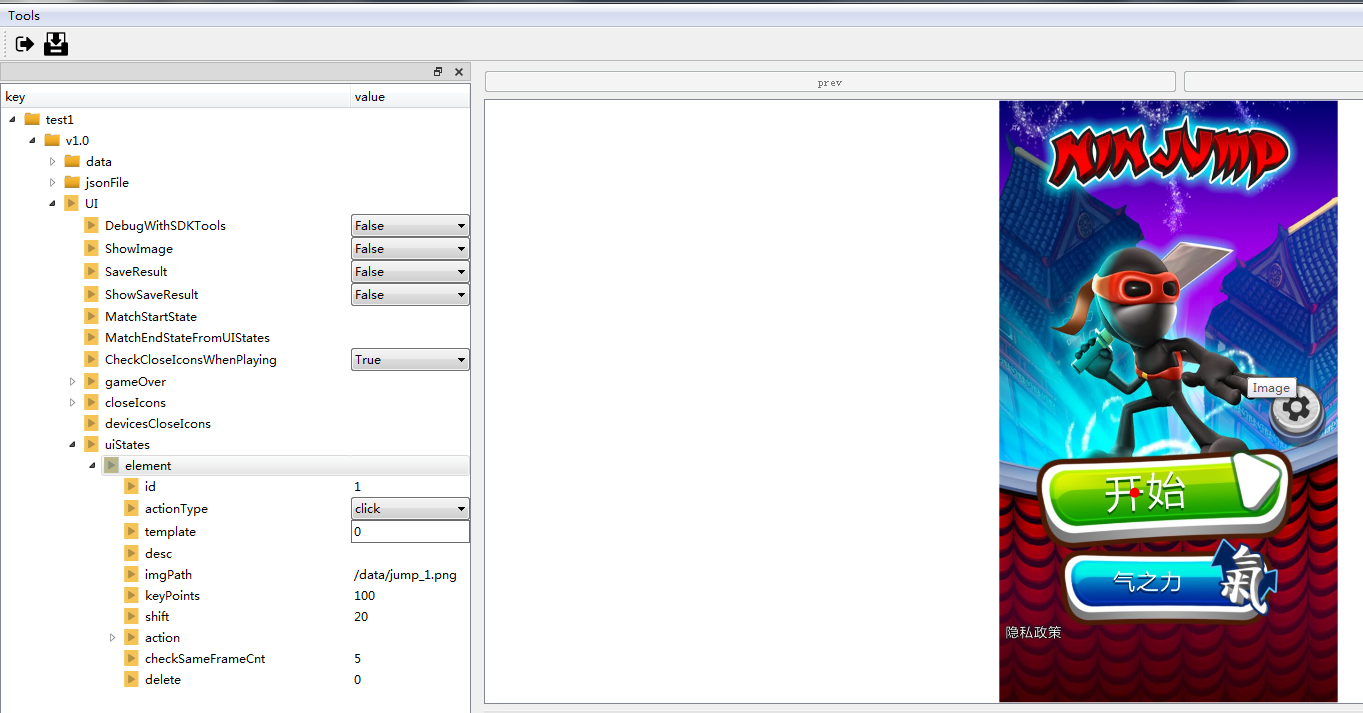 Tools
key value
test1
v1.0
data
jsonFile
UI
DebugWithSDKTools False
ShowImage False
SaveResult False
ShowSaveResult False
MatchStartState
MatchEndStateFromUIStates
CheckCloseIconsWhenPlaying True
gameOver
closeIcons
devicesCloseIcons
uiStates
element
id 1
actionType click
template 0
desc
imgPath /data/jump_1.png
keyPoints 100
shift 20
action
checkSameFrameCnt 5
delete 0
prev
NINJUMP
Image
开始
气之力 氣
隐私政策